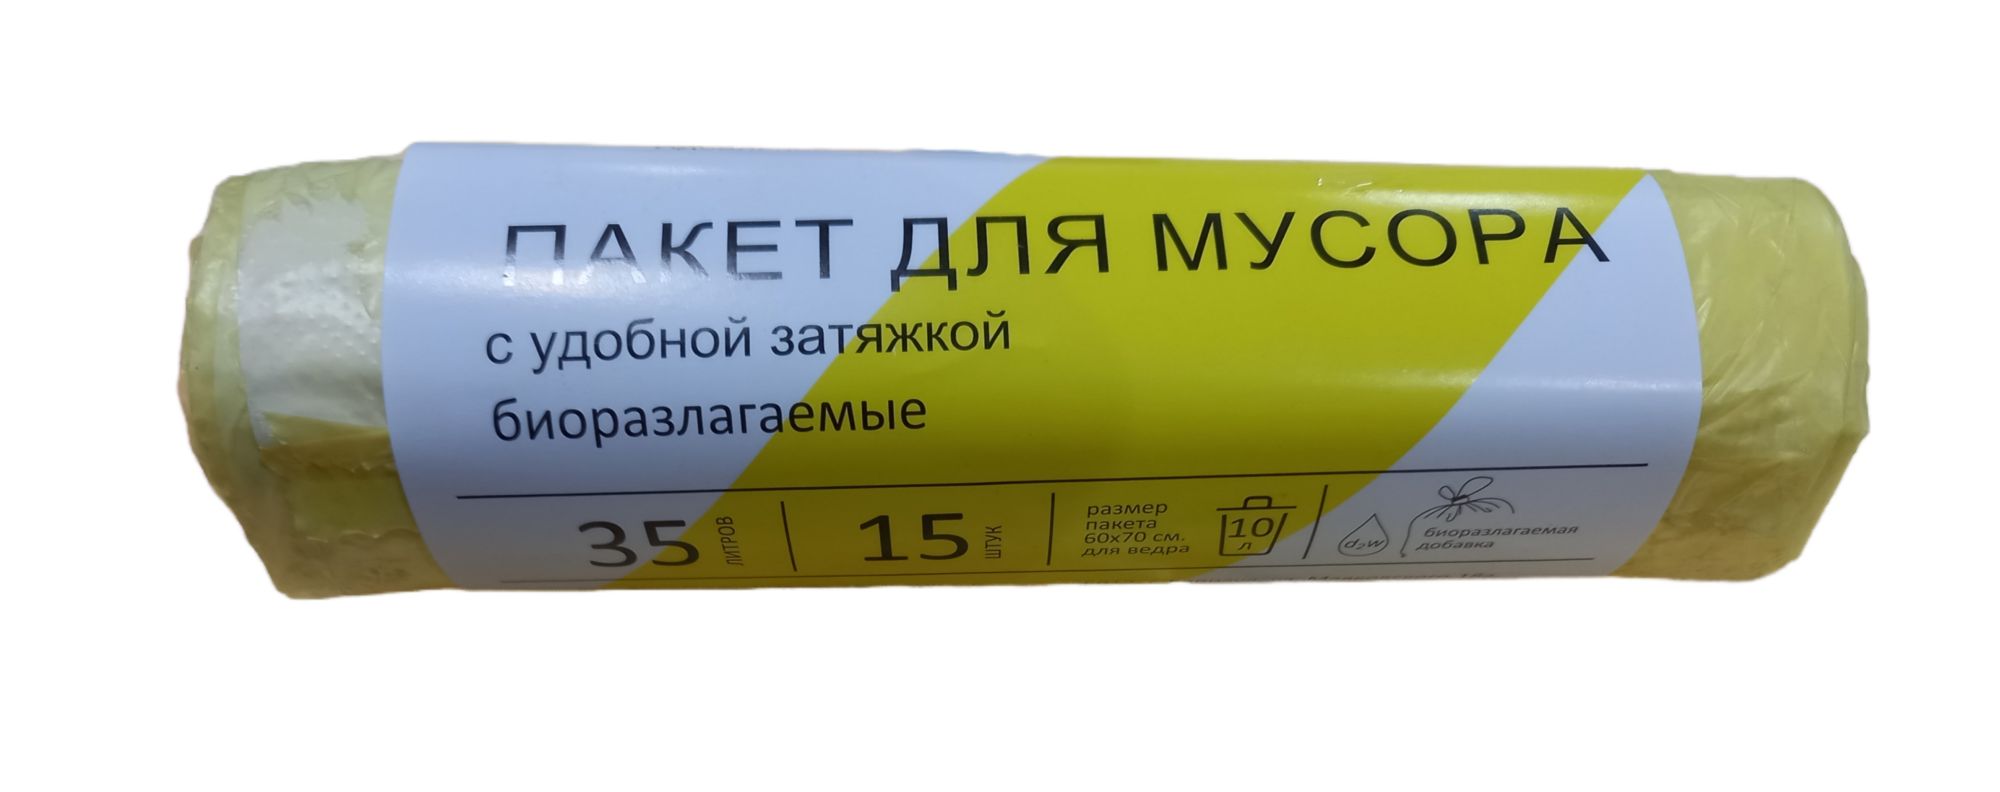 ПАКЕТ ДЛЯ МУСОРА
с удобной затяжкой
биоразлагаемые
35 ЛИТРОВ
15 ШТУК
размер
пакета
60х70 см.
для ведра
10
л
d₂w
биоразлагаемая
добавка